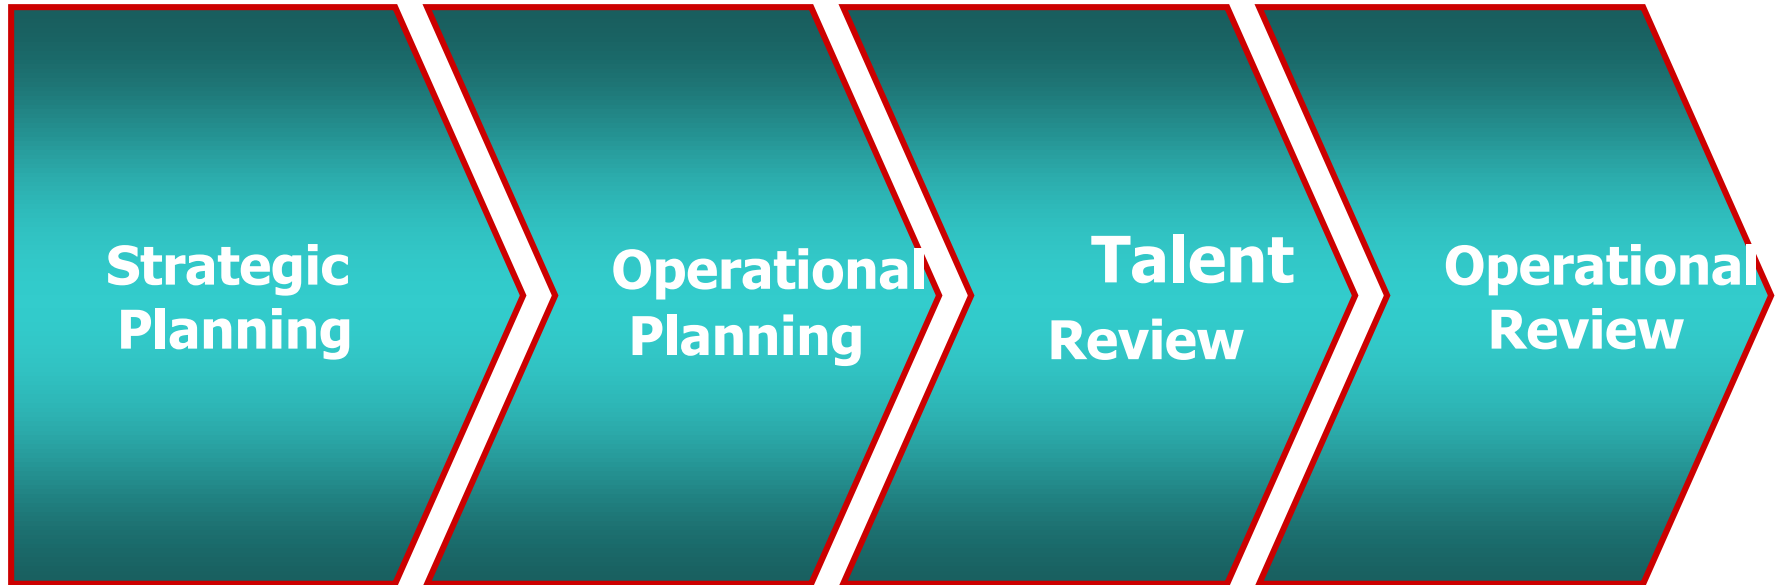 Strategic
Planning
Operational
Planning
Talent
Review
Operational
Review